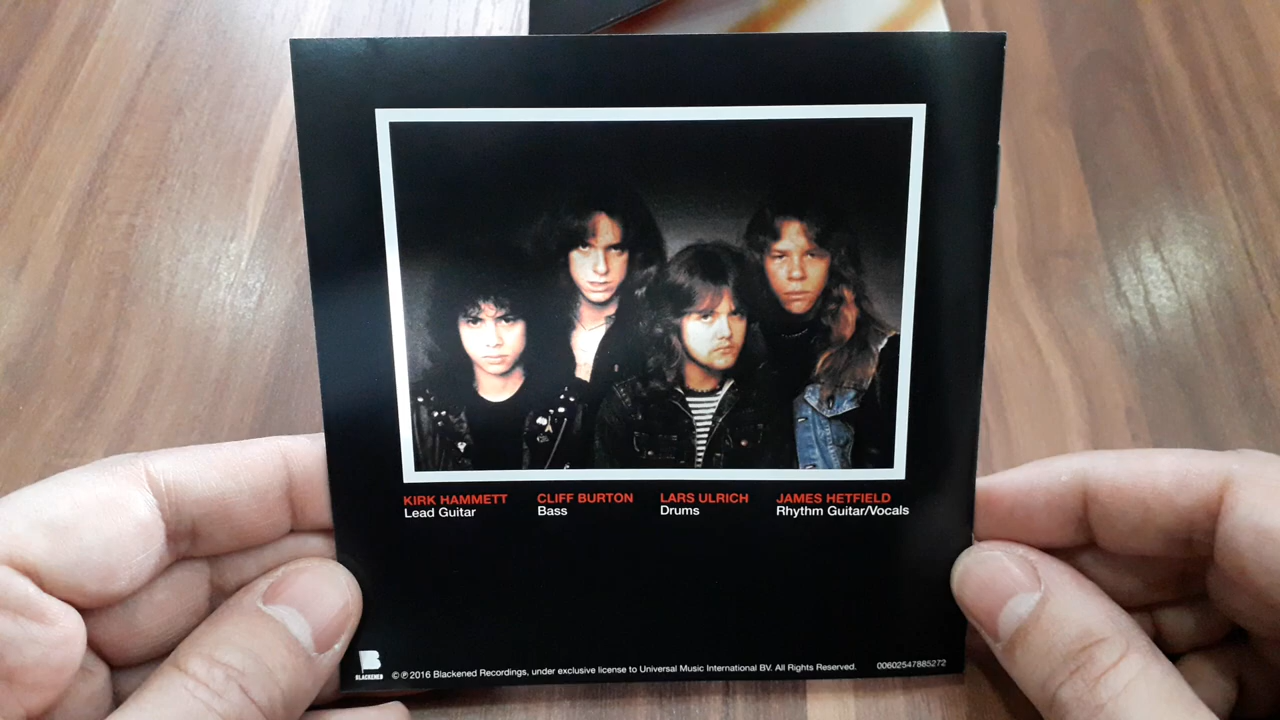 KIRK HAMMETT
Lead Guitar
CLIFF BURTON
Bass
LARS ULRICH
Drums
JAMES HETFIELD
Rhythm Guitar/Vocals
BLACKENED
© ℗ 2016 Blackened Recordings, under exclusive license to Universal Music International BV. All Rights Reserved.
00602547885272